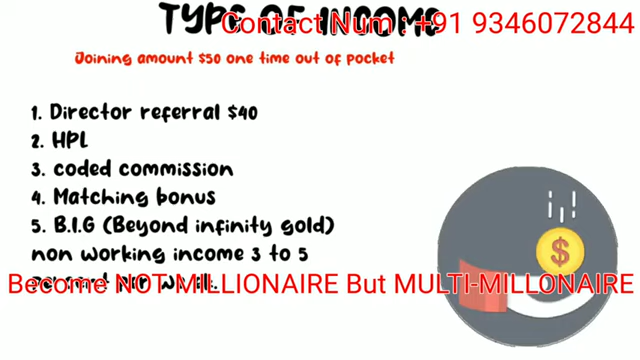 TYPE OF INCOME
Contact Num : +91 9346072844
Joining amount $50 one time out of pocket
1. Director referral $40
2. HPL
3. coded commission
4. Matching bonus
5. B.I.G (Beyond infinity gold)
non working income 3 to 5
Become NOT MILLIONAIRE But MULTI-MILLONAIRE